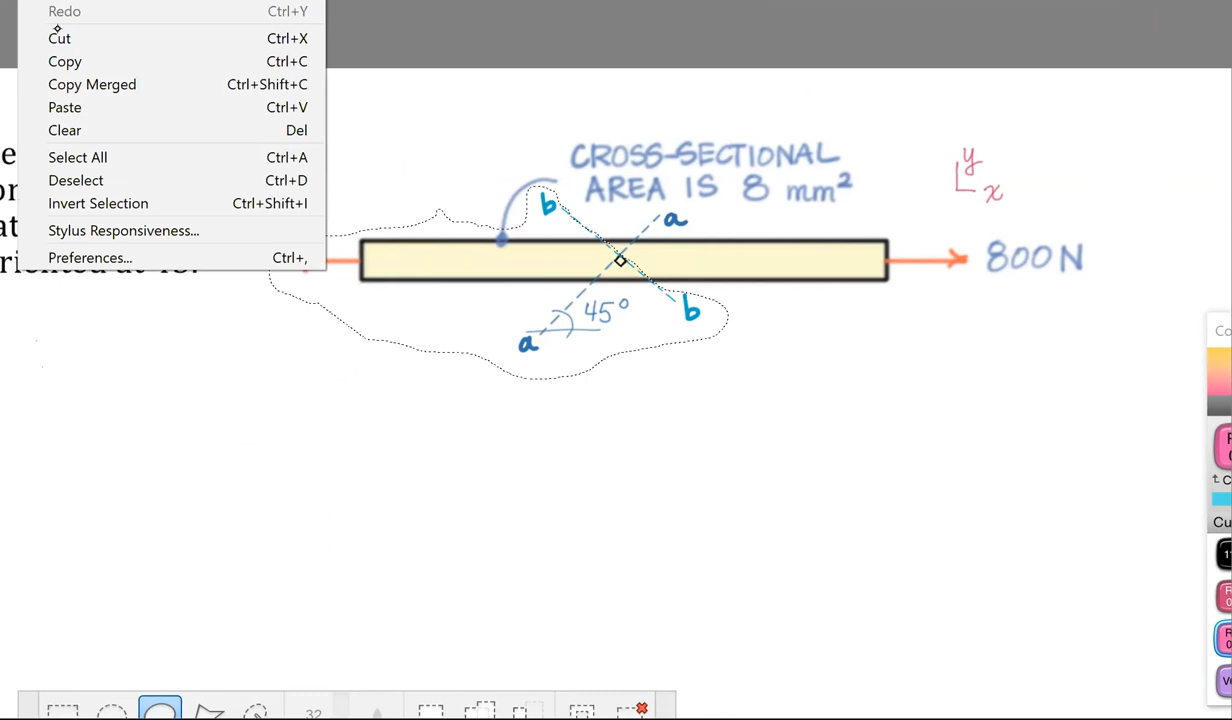 Redo Ctrl+Y
Cut Ctrl+X
Copy Ctrl+C
Copy Merged Ctrl+Shift+C
Paste Ctrl+V
Clear Del
Select All Ctrl+A
Deselect Ctrl+D
Invert Selection Ctrl+Shift+I
Stylus Responsiveness...
Preferences... Ctrl+,
CROSS-SECTIONAL
AREA IS 8 mm²
y
x
b
a
800N
45°
b
a
32